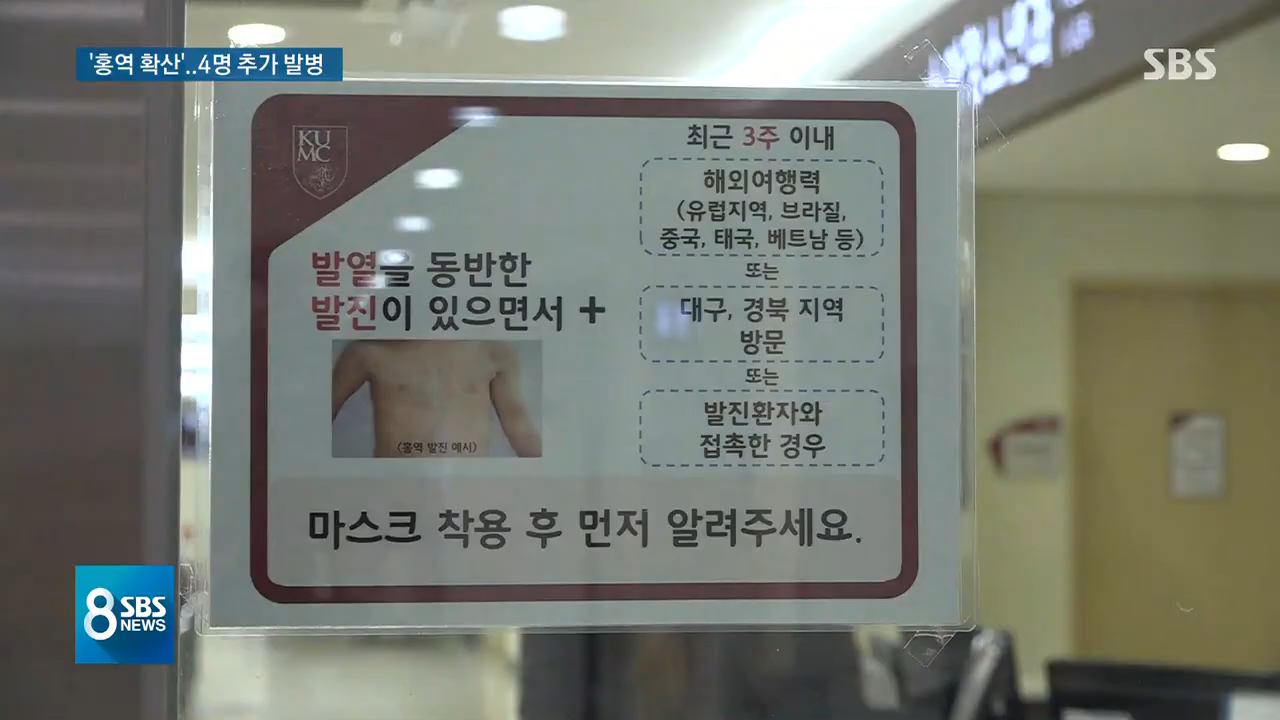 '홍역 확산'..4명 추가 발병
SBS
KU
MC
최근 3주 이내
해외여행력
(유럽지역, 브라질,
중국, 태국, 베트남 등)
또는
대구, 경북 지역
방문
또는
발진환자와
접촉한 경우
발열을 동반한
발진이 있으면서 +
(홍역 발진 예시)
마스크 착용 후 먼저 알려주세요.
8 SBS
NEWS